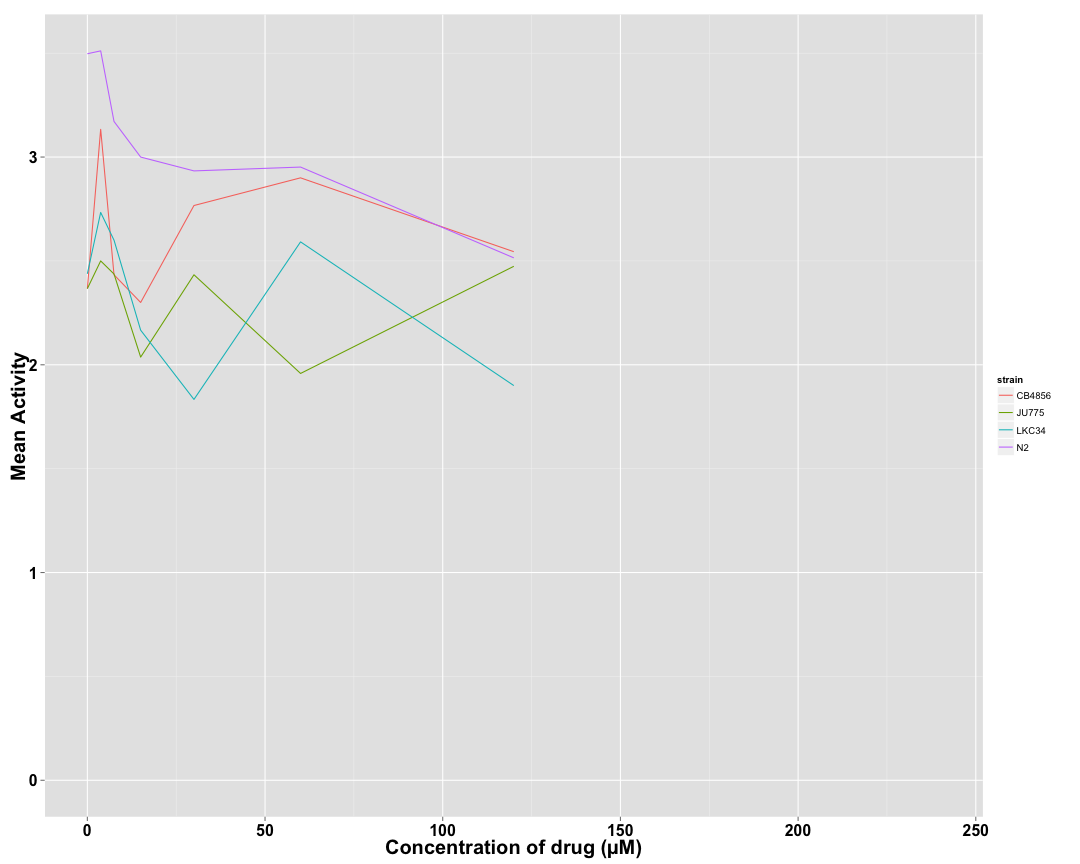 3
2
1
0
Mean Activity
0 50 100 150 200 250
Concentration of drug (µM)
strain
CB4856
JU775
LKC34
N2